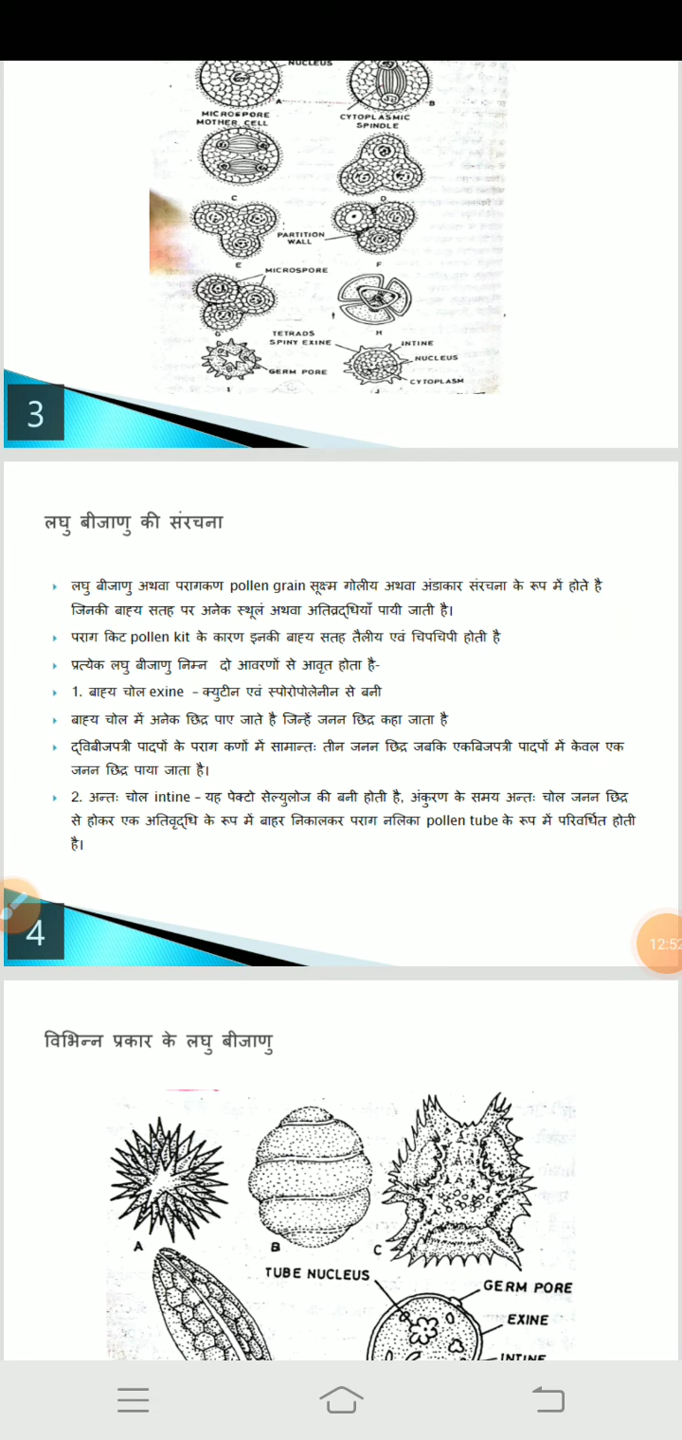 NUCLEUS
A
B
MICROSPORE
MOTHER CELL
CYTOPLASMIC
SPINDLE
C
D
PARTITION
WALL
E
F
MICROSPORE
G
H
TETRADS
SPINY EXINE
INTINE
NUCLEUS
GERM PORE
CYTOPLASM
I
J
3
लघु बीजाणु की संरचना
लघु बीजाणु अथवा परागकण pollen grain सूक्ष्म गोलीय अथवा अंडाकार संरचना के रूप में होते है
जिनकी बाह्य सतह पर अनेक स्थूलं अथवा अतिव्रद्धियाँ पायी जाती है।
पराग किट pollen kit के कारण इनकी बाह्य सतह तैलीय एवं चिपचिपी होती है
प्रत्येक लघु बीजाणु निम्न दो आवरणों से आवृत होता है-
1. बाह्य चोल exine – क्युटीन एवं स्पोरोपोलेनीन से बनी
बाह्य चोल में अनेक छिद्र पाए जाते है जिन्हें जनन छिद्र कहा जाता है
द्विबीजपत्री पादपों के पराग कणों में सामान्तः तीन जनन छिद्र जबकि एकबिजपत्री पादपों में केवल एक
जनन छिद्र पाया जाता है।
2. अन्तः चोल intine – यह पेक्टो सेल्युलोज की बनी होती है, अंकुरण के समय अन्तः चोल जनन छिद्र
से होकर एक अतिवृद्धि के रूप में बाहर निकालकर पराग नलिका pollen tube के रूप में परिवर्धित होती
है।
4
12:52
विभिन्न प्रकार के लघु बीजाणु
A
B
C
TUBE NUCLEUS
GERM PORE
EXINE
INTINE